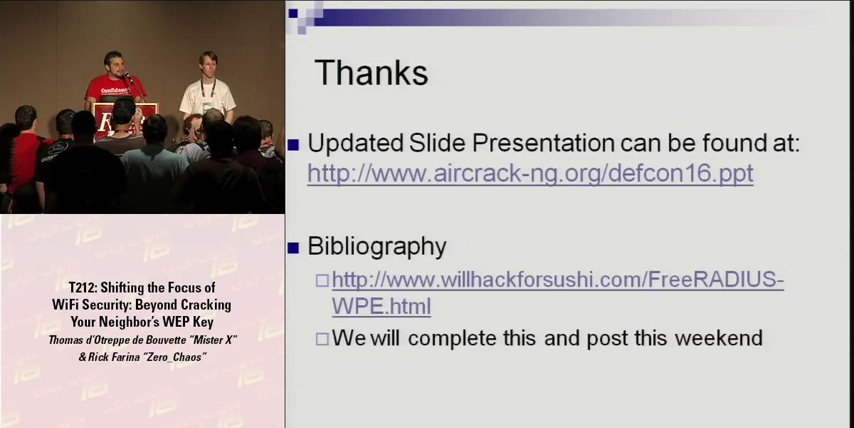 Thanks
Updated Slide Presentation can be found at:
http://www.aircrack-ng.org/defcon16.ppt
Bibliography
http://www.willhackforsushi.com/FreeRADIUS-
WPE.html
We will complete this and post this weekend
T212: Shifting the Focus of
WiFi Security: Beyond Cracking
Your Neighbor's WEP Key
Thomas d'Otreppe de Bouvette "Mister X"
& Rick Farina "Zero_Chaos"